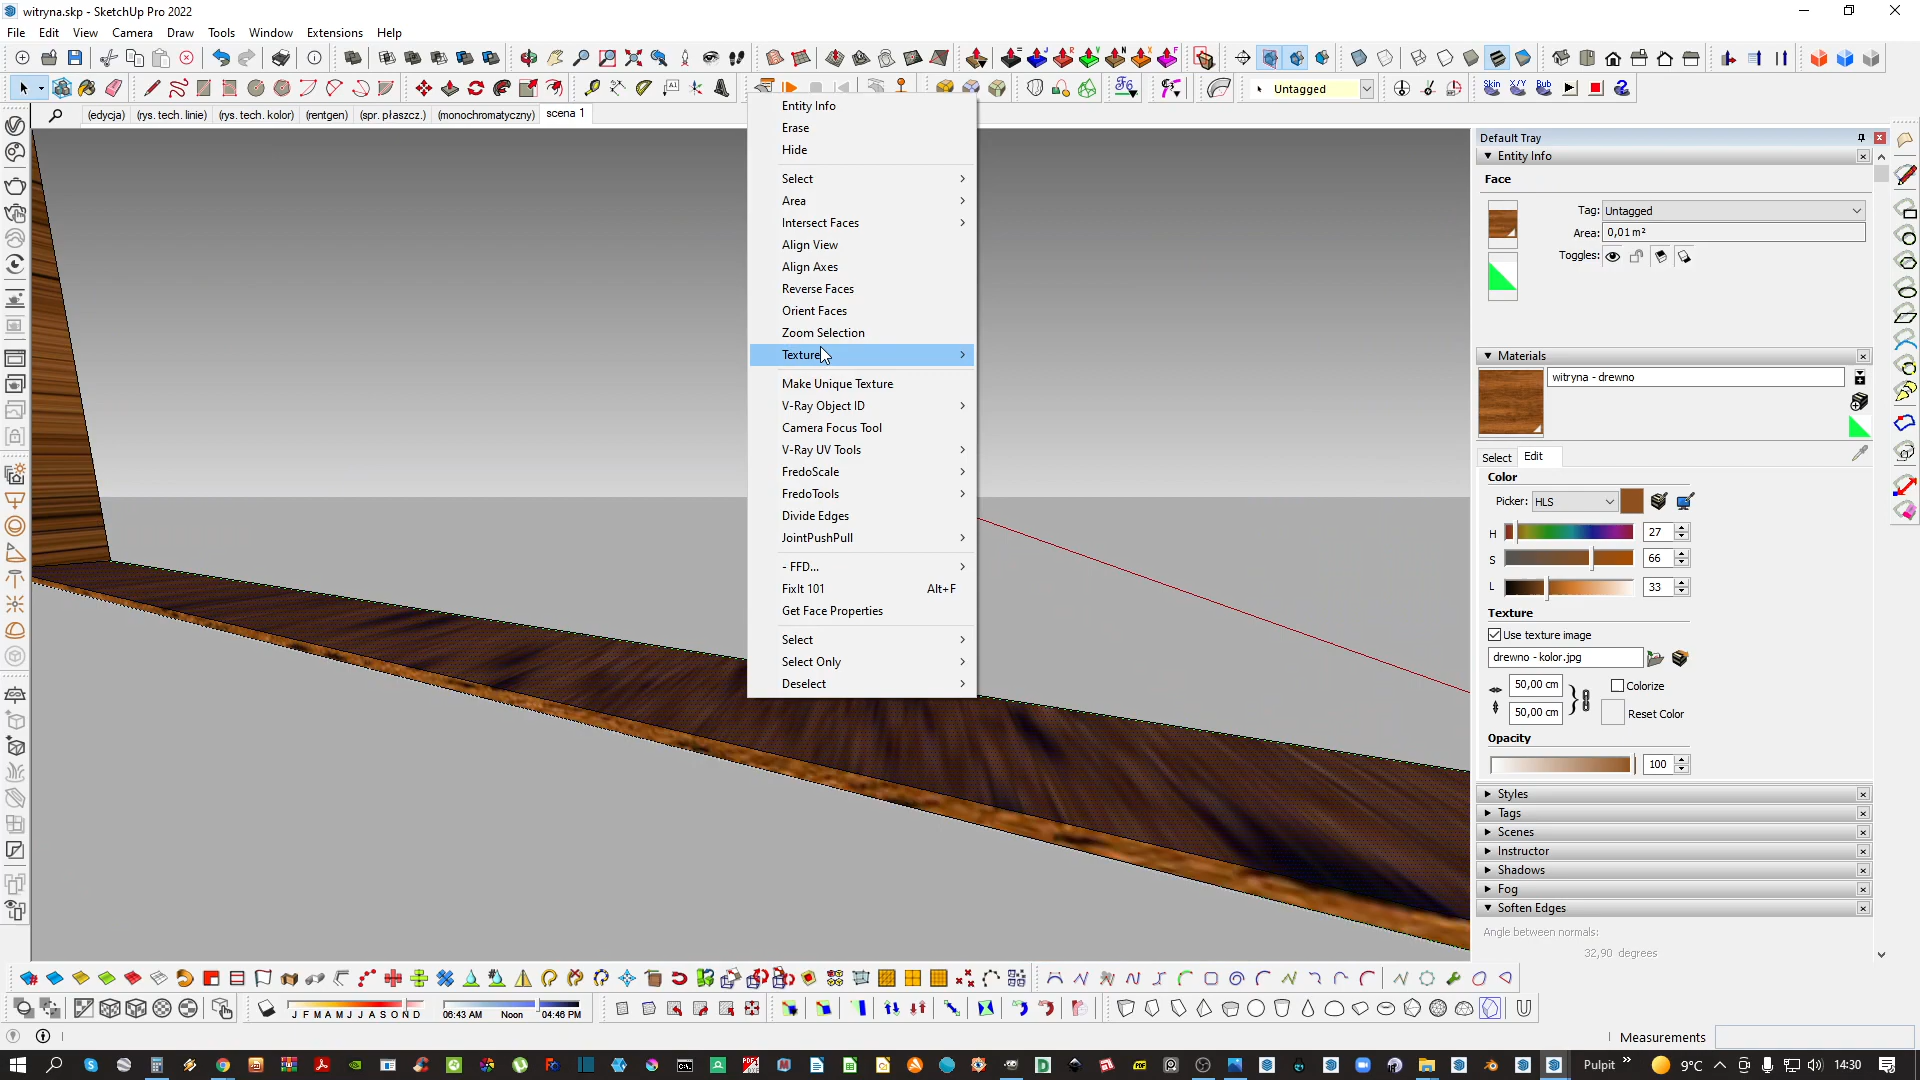 witryna.skp - SketchUp Pro 2022
File Edit View Camera Draw Tools Window Extensions Help
Untagged
Skin X/Y Bub
(edycja) (rys. tech. linie) (rys. tech. kolor) (rentgen) (spr. płaszcz.) (monochromatyczny) scena 1
Entity Info
Erase
Hide
Select
Area
Intersect Faces
Align View
Align Axes
Reverse Faces
Orient Faces
Zoom Selection
Texture
Make Unique Texture
V-Ray Object ID
Camera Focus Tool
V-Ray UV Tools
FredoScale
FredoTools
Divide Edges
JointPushPull
- FFD...
FixIt 101 Alt+F
Get Face Properties
Select
Select Only
Deselect
Default Tray
Entity Info
Face
Tag: Untagged
Area: 0,01 m²
Toggles:
Materials
witryna - drewno
Select Edit
Color
Picker: HLS
H 27
S 66
L 33
Texture
Use texture image
drewno - kolor.jpg
50,00 cm Colorize
50,00 cm Reset Color
Opacity
100
Styles
Tags
Scenes
Instructor
Shadows
Fog
Soften Edges
Angle between normals:
32,90 degrees
J F M A M J J A S O N D 06:43 AM Noon 04:46 PM
Measurements
Pulpit 9°C 14:30